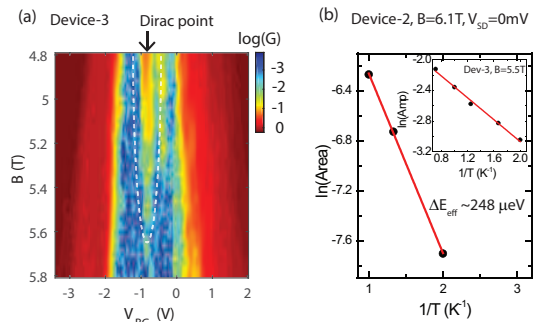 (a)
Device-3
Dirac point
log(G)
-3
-2
-1
0
4.8
5
5.2
5.4
5.6
5.8
B (T)
-3
-2
-1
0
1
2
V_BG (V)
(b)
Device-2, B=6.1T, V_SD=0mV
-6.4
-6.8
-7.2
-7.6
ln(Area)
1
2
3
1/T (K⁻¹)
ΔE_eff ~248 μeV
Dev-3, B=5.5T
-2.0
-2.4
-2.8
-3.2
ln(Amp)
0.8
1.2
1.6
2.0
1/T (K⁻¹)